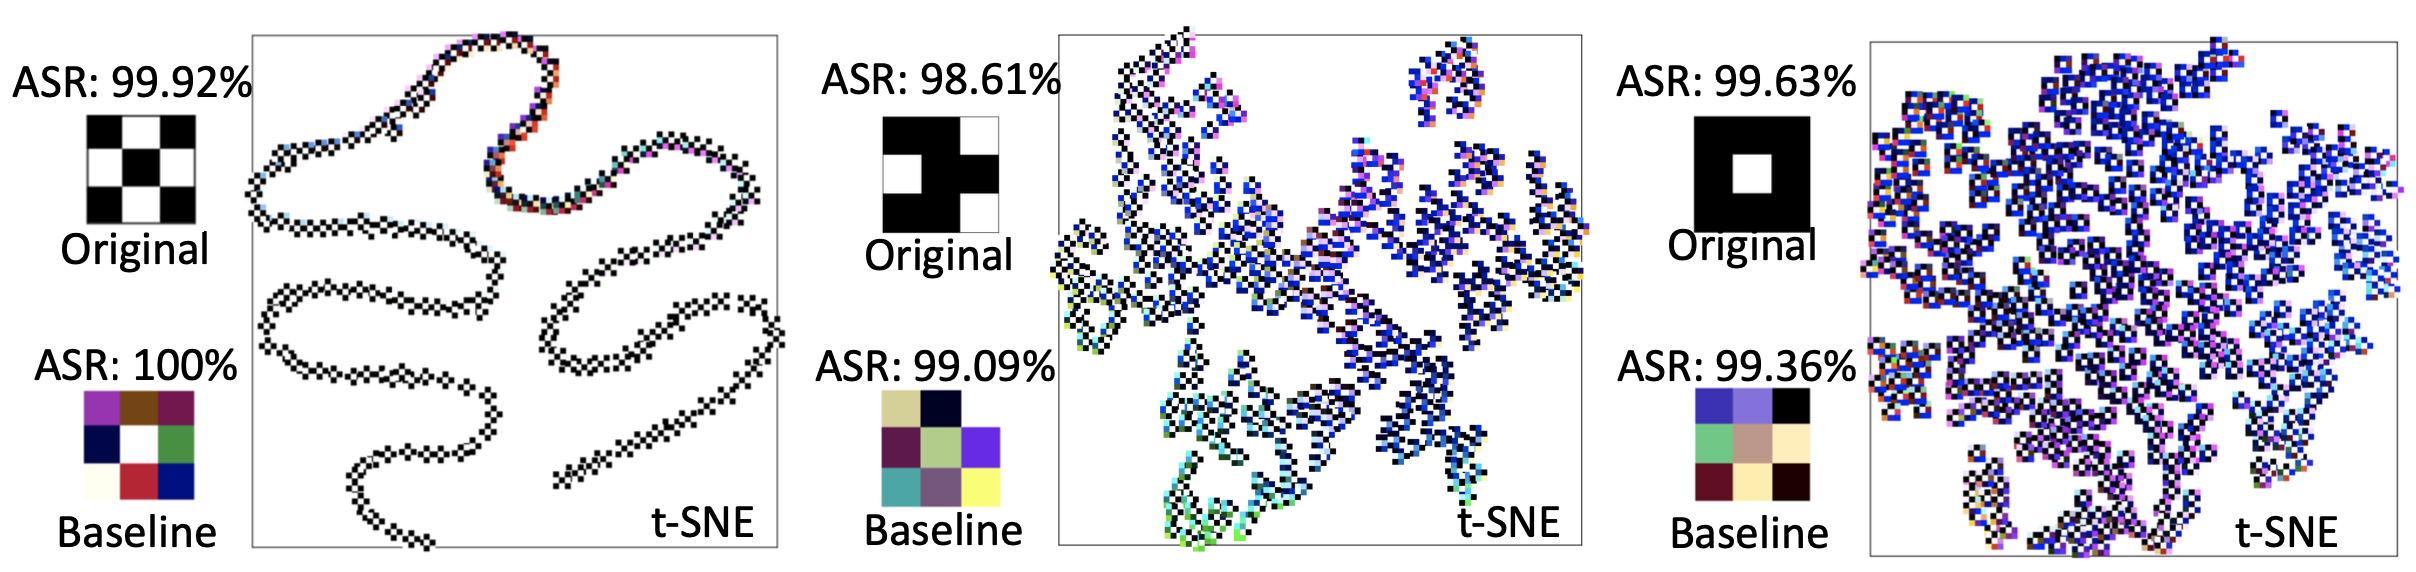 ASR: 99.92%
Original
ASR: 100%
Baseline
t-SNE
ASR: 98.61%
Original
ASR: 99.09%
Baseline
t-SNE
ASR: 99.63%
Original
ASR: 99.36%
Baseline
t-SNE